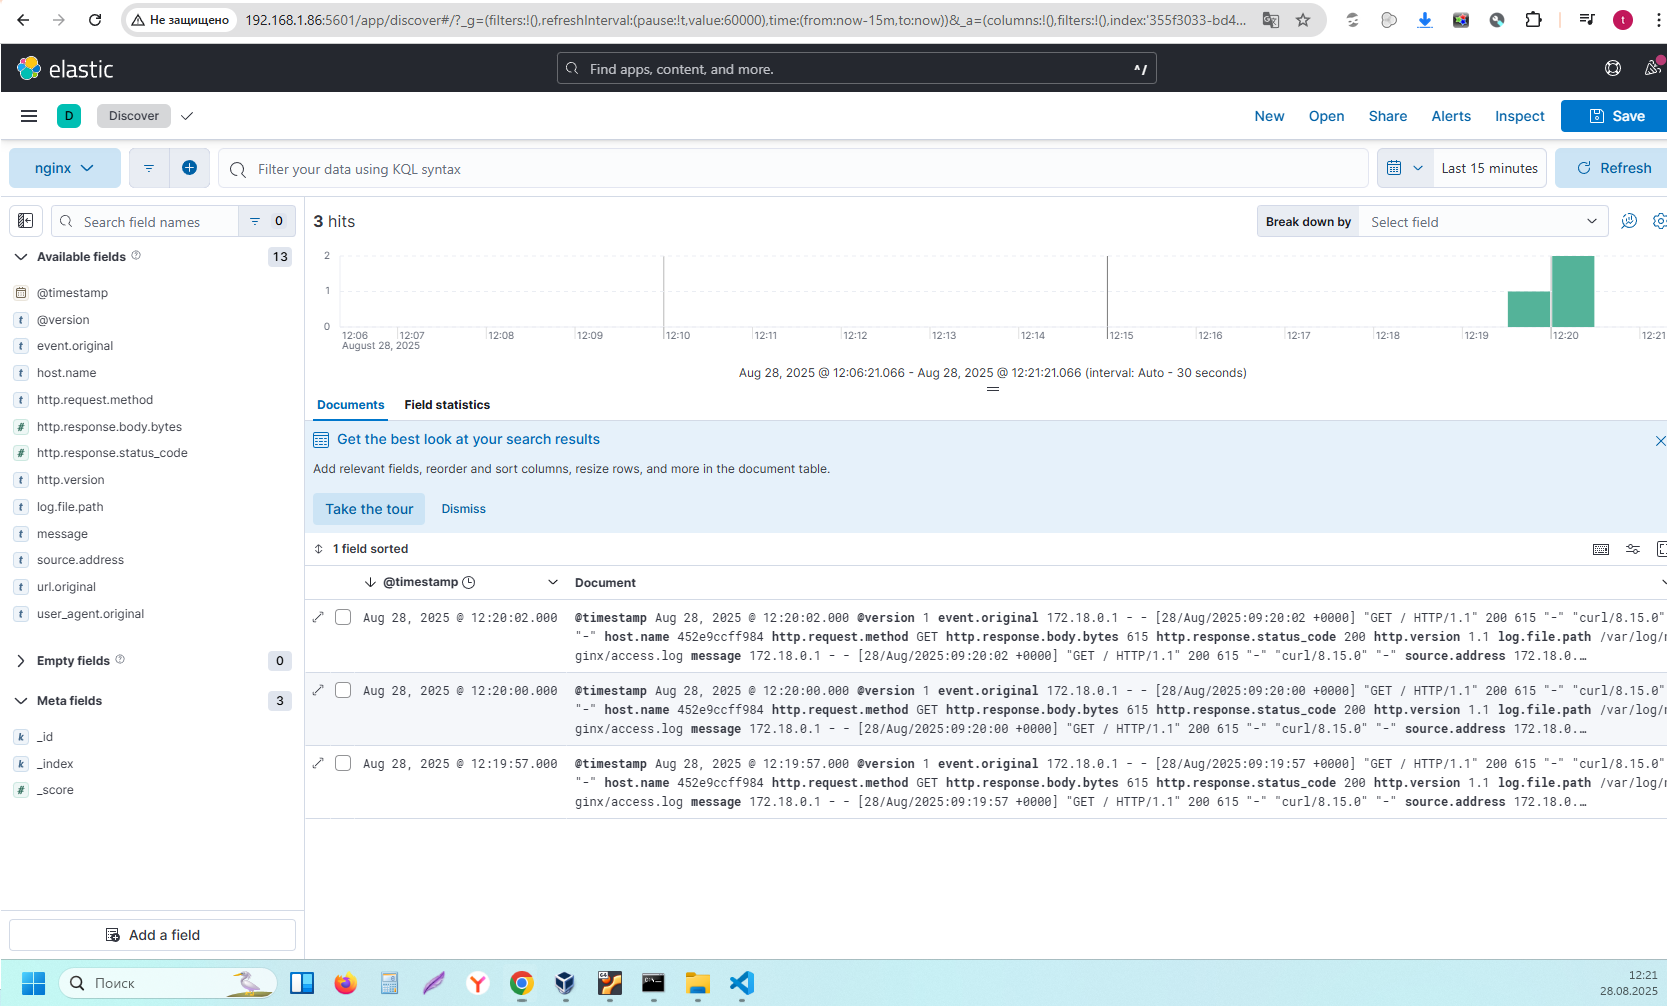 Не защищено
192.168.1.86:5601/app/discover#/?_g=(filters:!(),refreshInterval:(pause:!t,value:60000),time:(from:now-15m,to:now))&_a=(columns:!(),filters:!(),index:'355f3033-bd4...
t
elastic
Find apps, content, and more.
^/
D
Discover
New
Open
Share
Alerts
Inspect
Save
nginx
Filter your data using KQL syntax
Last 15 minutes
Refresh
Search field names
0
3 hits
Break down by
Select field
Available fields
13
@timestamp
t @version
t event.original
t host.name
t http.request.method
# http.response.body.bytes
# http.response.status_code
t http.version
t log.file.path
t message
t source.address
t url.original
t user_agent.original
Empty fields
0
Meta fields
3
k _id
k _index
# _score
Add a field
2
1
0
12:06 12:07 12:08 12:09 12:10 12:11 12:12 12:13 12:14 12:15 12:16 12:17 12:18 12:19 12:20 12:21
August 28, 2025
Aug 28, 2025 @ 12:06:21.066 - Aug 28, 2025 @ 12:21:21.066 (interval: Auto - 30 seconds)
Documents
Field statistics
Get the best look at your search results
Add relevant fields, reorder and sort columns, resize rows, and more in the document table.
Take the tour
Dismiss
1 field sorted
@timestamp
Document
Aug 28, 2025 @ 12:20:02.000
@timestamp Aug 28, 2025 @ 12:20:02.000 @version 1 event.original 172.18.0.1 - - [28/Aug/2025:09:20:02 +0000] "GET / HTTP/1.1" 200 615 "-" "curl/8.15.0"
"-" host.name 452e9ccff984 http.request.method GET http.response.body.bytes 615 http.response.status_code 200 http.version 1.1 log.file.path /var/log/n
ginx/access.log message 172.18.0.1 - - [28/Aug/2025:09:20:02 +0000] "GET / HTTP/1.1" 200 615 "-" "curl/8.15.0" "-" source.address 172.18.0.…
Aug 28, 2025 @ 12:20:00.000
@timestamp Aug 28, 2025 @ 12:20:00.000 @version 1 event.original 172.18.0.1 - - [28/Aug/2025:09:20:00 +0000] "GET / HTTP/1.1" 200 615 "-" "curl/8.15.0"
"-" host.name 452e9ccff984 http.request.method GET http.response.body.bytes 615 http.response.status_code 200 http.version 1.1 log.file.path /var/log/n
ginx/access.log message 172.18.0.1 - - [28/Aug/2025:09:20:00 +0000] "GET / HTTP/1.1" 200 615 "-" "curl/8.15.0" "-" source.address 172.18.0.…
Aug 28, 2025 @ 12:19:57.000
@timestamp Aug 28, 2025 @ 12:19:57.000 @version 1 event.original 172.18.0.1 - - [28/Aug/2025:09:19:57 +0000] "GET / HTTP/1.1" 200 615 "-" "curl/8.15.0"
"-" host.name 452e9ccff984 http.request.method GET http.response.body.bytes 615 http.response.status_code 200 http.version 1.1 log.file.path /var/log/n
ginx/access.log message 172.18.0.1 - - [28/Aug/2025:09:19:57 +0000] "GET / HTTP/1.1" 200 615 "-" "curl/8.15.0" "-" source.address 172.18.0.…
Поиск
12:21
28.08.2025